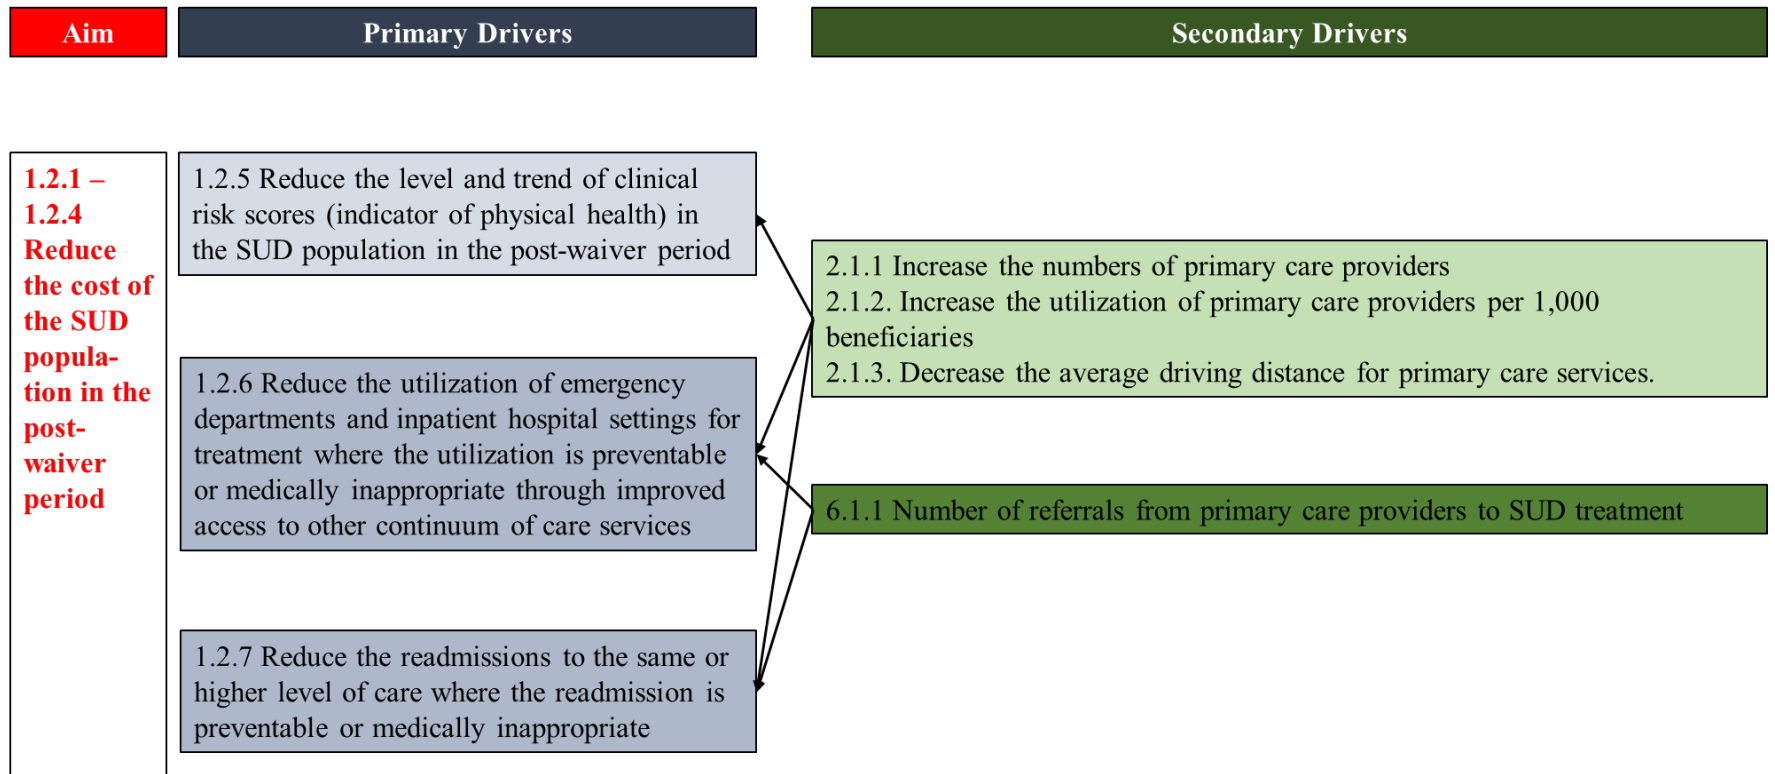 Aim
Primary Drivers
Secondary Drivers
1.2.1 –
1.2.4
Reduce
the cost of
the SUD
popula-
tion in the
post-
waiver
period
1.2.5 Reduce the level and trend of clinical
risk scores (indicator of physical health) in
the SUD population in the post-waiver period
1.2.6 Reduce the utilization of emergency
departments and inpatient hospital settings for
treatment where the utilization is preventable
or medically inappropriate through improved
access to other continuum of care services
1.2.7 Reduce the readmissions to the same or
higher level of care where the readmission is
preventable or medically inappropriate
2.1.1 Increase the numbers of primary care providers
2.1.2. Increase the utilization of primary care providers per 1,000
beneficiaries
2.1.3. Decrease the average driving distance for primary care services.
6.1.1 Number of referrals from primary care providers to SUD treatment